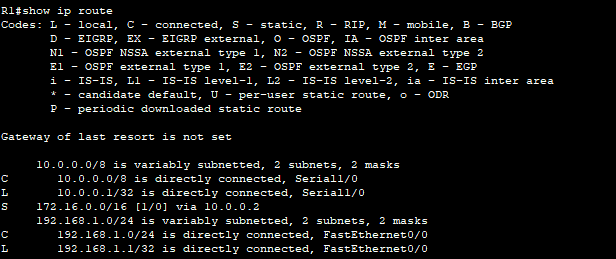 R1#show ip route
Codes: L - local, C - connected, S - static, R - RIP, M - mobile, B - BGP
       D - EIGRP, EX - EIGRP external, O - OSPF, IA - OSPF inter area
       N1 - OSPF NSSA external type 1, N2 - OSPF NSSA external type 2
       E1 - OSPF external type 1, E2 - OSPF external type 2, E - EGP
       i - IS-IS, L1 - IS-IS level-1, L2 - IS-IS level-2, ia - IS-IS inter area
       * - candidate default, U - per-user static route, o - ODR
       P - periodic downloaded static route

Gateway of last resort is not set

     10.0.0.0/8 is variably subnetted, 2 subnets, 2 masks
C       10.0.0.0/8 is directly connected, Serial1/0
L       10.0.0.1/32 is directly connected, Serial1/0
S    172.16.0.0/16 [1/0] via 10.0.0.2
     192.168.1.0/24 is variably subnetted, 2 subnets, 2 masks
C       192.168.1.0/24 is directly connected, FastEthernet0/0
L       192.168.1.1/32 is directly connected, FastEthernet0/0